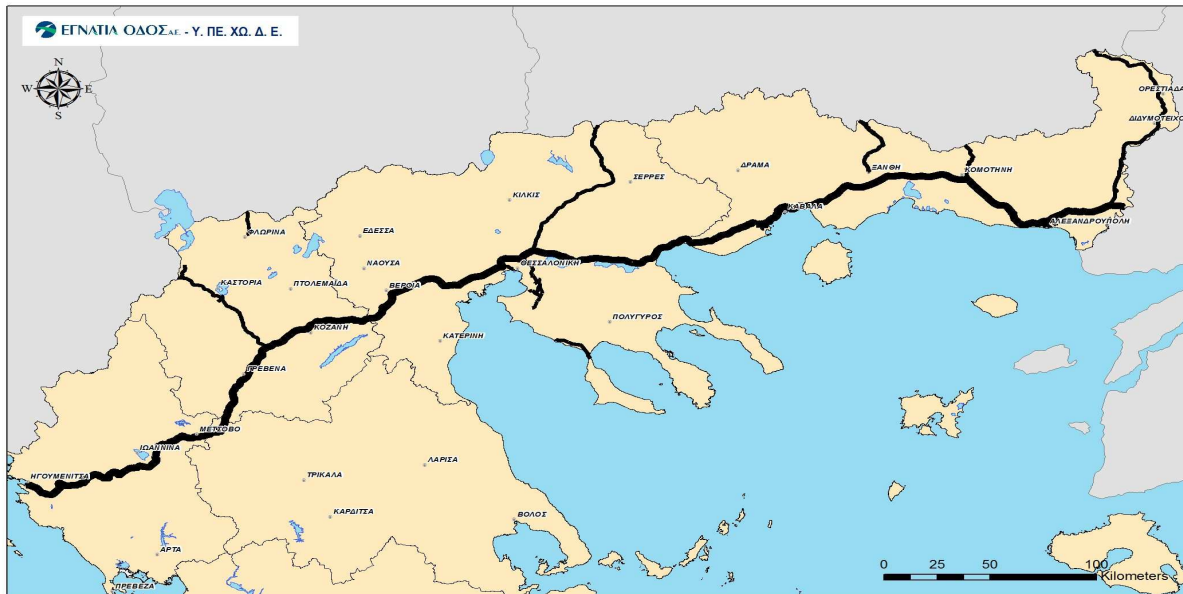 ΕΓΝΑΤΙΑ ΟΔΟΣ Α.Ε. - Υ. ΠΕ. ΧΩ. Δ. Ε.
N
W E
S
ΟΡΕΣΤΙΑΔΑ
ΔΙΔΥΜΟΤΕΙΧΟ
ΔΡΑΜΑ
ΞΑΝΘΗ
ΚΟΜΟΤΗΝΗ
ΣΕΡΡΕΣ
ΚΙΛΚΙΣ
ΚΑΒΑΛΑ
ΑΛΕΞΑΝΔΡΟΥΠΟΛΗ
ΦΛΩΡΙΝΑ
ΕΔΕΣΣΑ
ΘΕΣΣΑΛΟΝΙΚΗ
ΝΑΟΥΣΑ
ΚΑΣΤΟΡΙΑ
ΠΤΟΛΕΜΑΪΔΑ
ΒΕΡΟΙΑ
ΠΟΛΥΓΥΡΟΣ
ΚΟΖΑΝΗ
ΚΑΤΕΡΙΝΗ
ΓΡΕΒΕΝΑ
ΜΕΤΣΟΒΟ
ΙΩΑΝΝΙΝΑ
ΗΓΟΥΜΕΝΙΤΣΑ
ΛΑΡΙΣΑ
ΤΡΙΚΑΛΑ
ΚΑΡΔΙΤΣΑ
ΒΟΛΟΣ
ΑΡΤΑ
ΠΡΕΒΕΖΑ
0 25 50 100
Kilometers